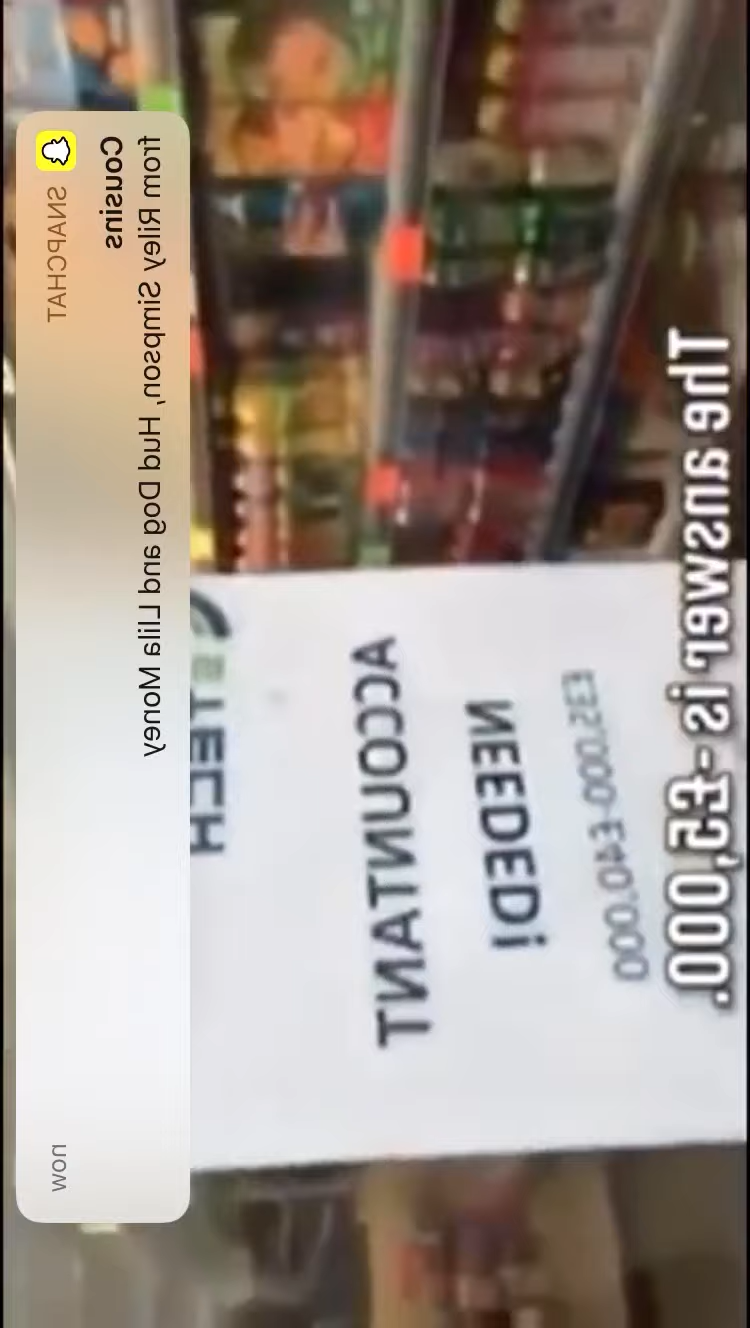 SNAPCHAT now
Cousins
from Riley Simpson, Hud Dog and Lilie Money
TECH
ACCOUNTANT
NEEDED!
£35,000-£40,000
The answer is -£5,000.